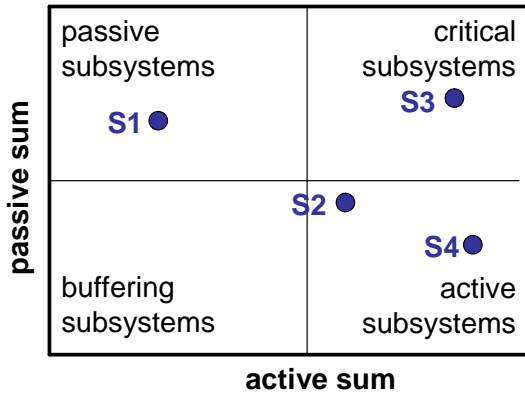 passive
subsystems
critical
subsystems
S1
S3
S2
S4
buffering
subsystems
active
subsystems
passive sum
active sum